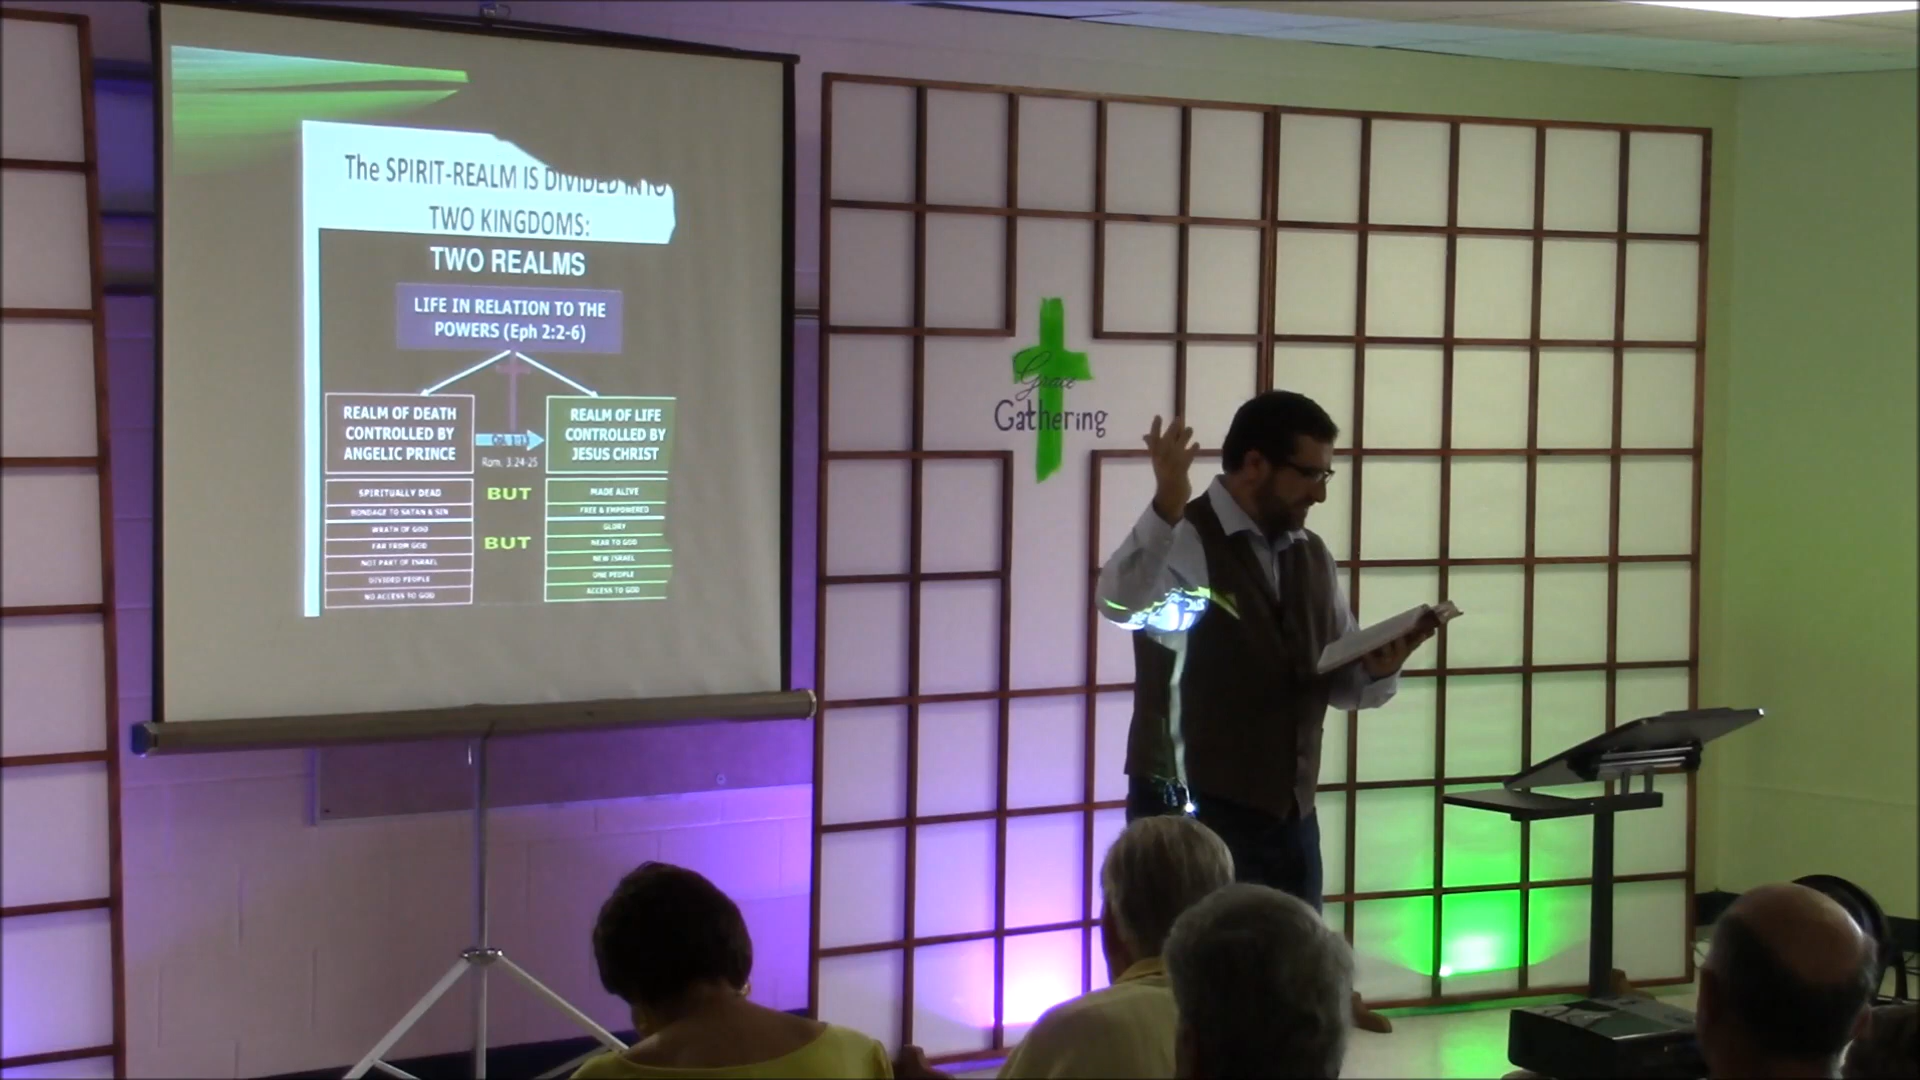 The SPIRIT-REALM IS DIVIDED INTO
TWO KINGDOMS:
TWO REALMS
LIFE IN RELATION TO THE
POWERS (Eph 2:2-6)
REALM OF DEATH
CONTROLLED BY
ANGELIC PRINCE
Col. 1:13
Rom. 3.24-25
REALM OF LIFE
CONTROLLED BY
JESUS CHRIST
SPIRITUALLY DEAD
BONDAGE TO SATAN & SIN
WRATH OF GOD
FAR FROM GOD
NOT PART OF ISRAEL
DIVIDED PEOPLE
NO ACCESS TO GOD
BUT
BUT
MADE ALIVE
FREE & EMPOWERED
GLORY
NEAR TO GOD
NEW ISRAEL
ONE PEOPLE
ACCESS TO GOD
Grace
Gathering